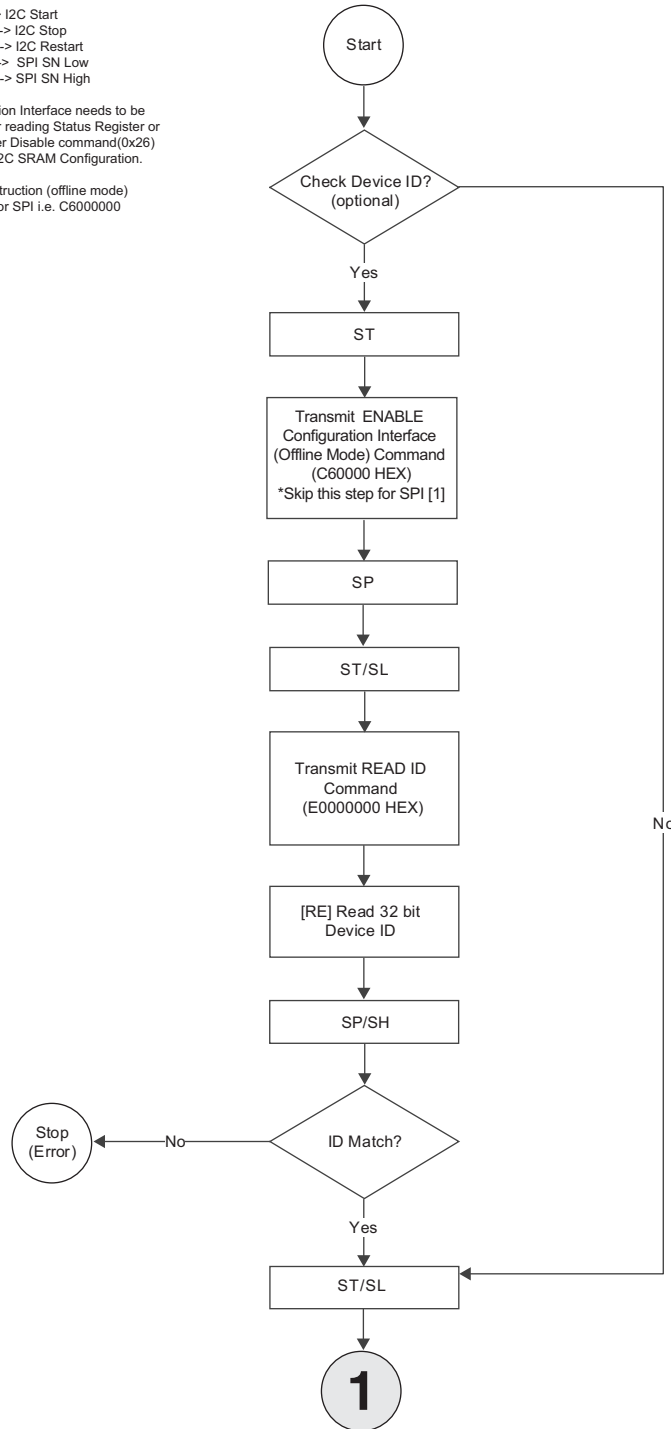 I2C Start
-> I2C Stop
-> I2C Restart
-> SPI SN Low
-> SPI SN High
ion Interface needs to be
reading Status Register or
er Disable command(0x26)
2C SRAM Configuration.
truction (offline mode)
or SPI i.e. C6000000
Start
Check Device ID?
(optional)
Yes
ST
Transmit ENABLE
Configuration Interface
(Offline Mode) Command
(C60000 HEX)
*Skip this step for SPI [1]
SP
ST/SL
Transmit READ ID
Command
(E0000000 HEX)
No
[RE] Read 32 bit
Device ID
SP/SH
Stop
(Error)
No
ID Match?
Yes
ST/SL
1